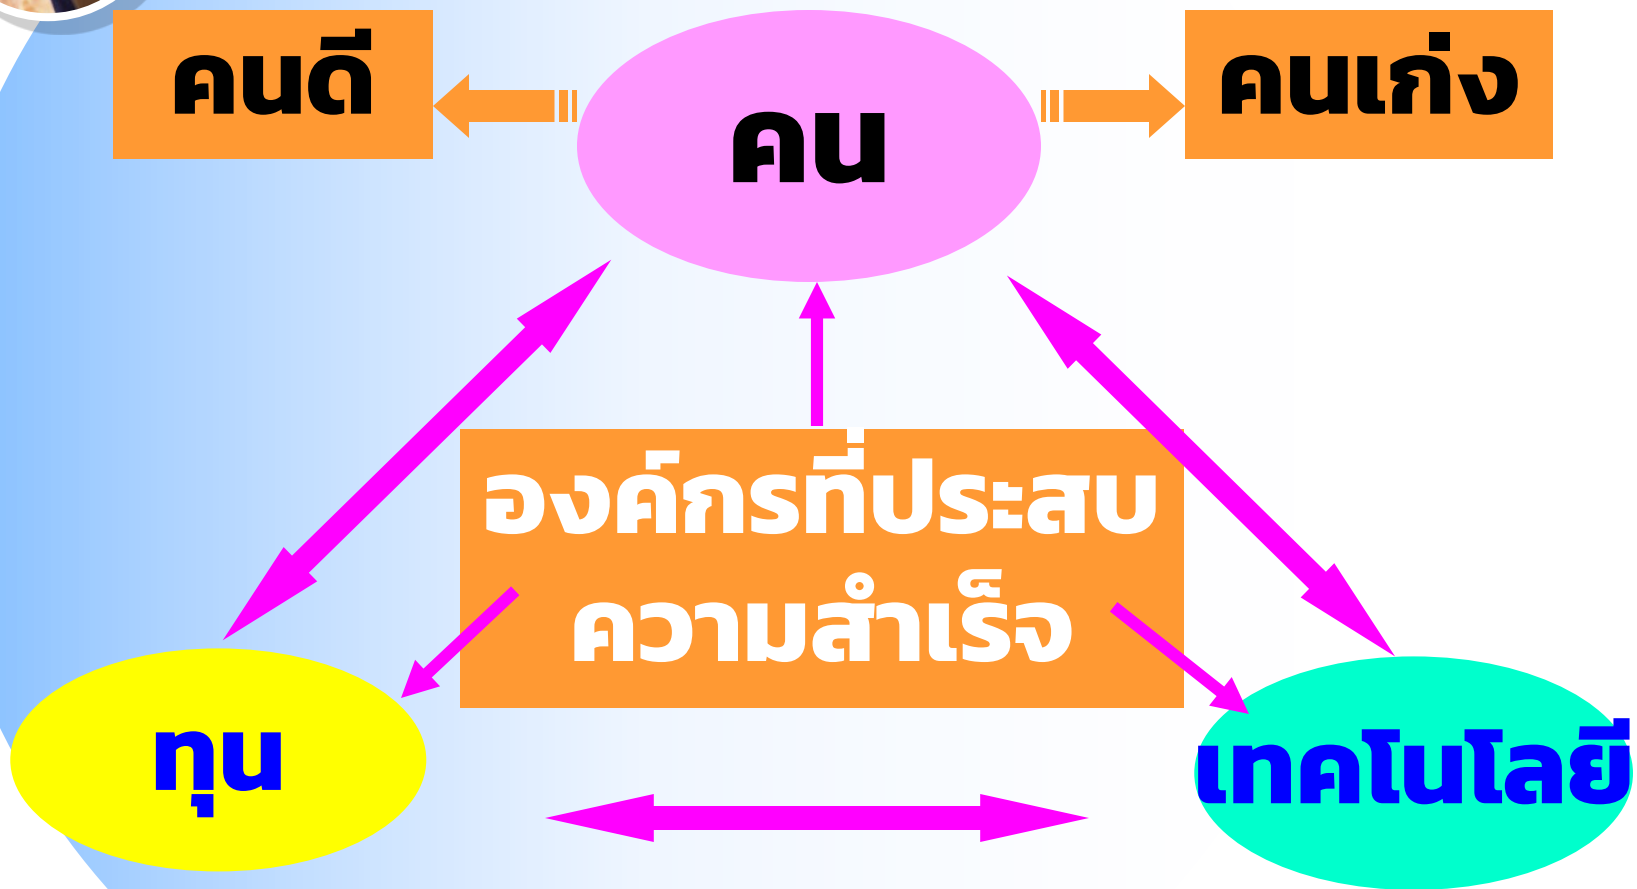 คนดี
คน
คนเก่ง
องค์กรที่ประสบ
ความสำเร็จ
ทุน
เทคโนโลยี